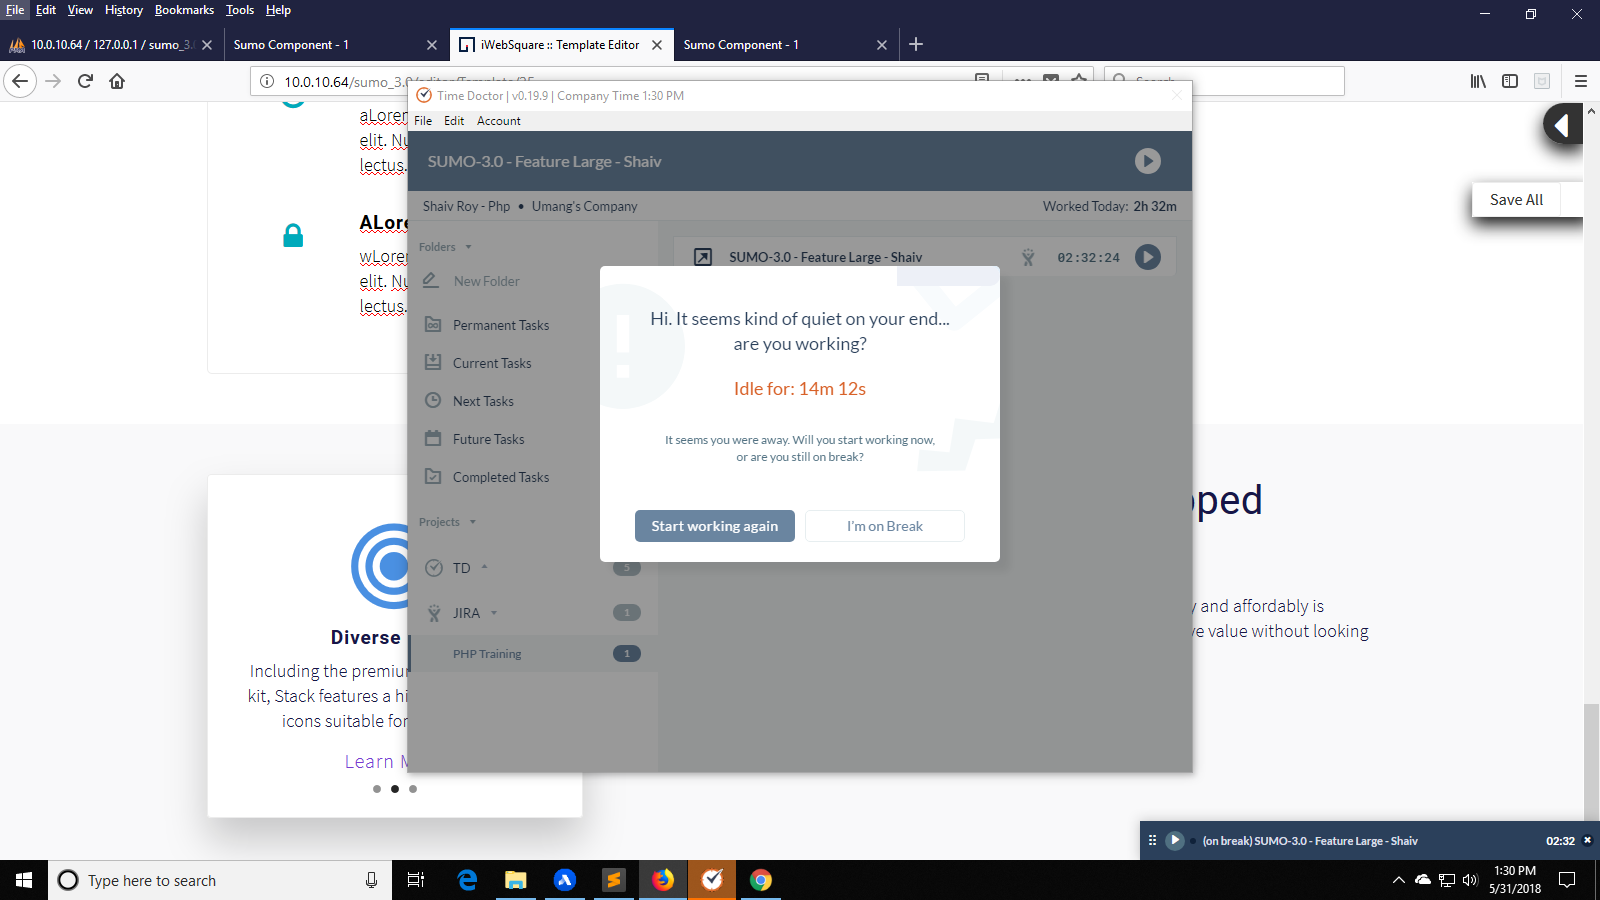 File Edit View History Bookmarks Tools Help
10.0.10.64 / 127.0.0.1 / sumo_3.
Sumo Component - 1
iWebSquare :: Template Editor
Sumo Component - 1
10.0.10.64/sumo_3.0/editor/Template/25
Search
Time Doctor | v0.19.9 | Company Time 1:30 PM
File Edit Account
SUMO-3.0 - Feature Large - Shaiv
Shaiv Roy - Php • Umang's Company
Worked Today: 2h 32m
Folders
New Folder
Permanent Tasks
Current Tasks
Next Tasks
Future Tasks
Completed Tasks
Projects
TD 5
JIRA 1
PHP Training 1
SUMO-3.0 - Feature Large - Shaiv 02:32:24
Hi. It seems kind of quiet on your end...
are you working?
Idle for: 14m 12s
It seems you were away. Will you start working now,
or are you still on break?
Start working again
I'm on Break
aLorem
elit. Nu
lectus.
ALore
wLorem
elit. Nu
lectus.
Save All
Diverse
Including the premium
kit, Stack features a hi
icons suitable for
Learn M
pped
y and affordably is
ve value without looking
(on break) SUMO-3.0 - Feature Large - Shaiv 02:32
Type here to search
1:30 PM
5/31/2018